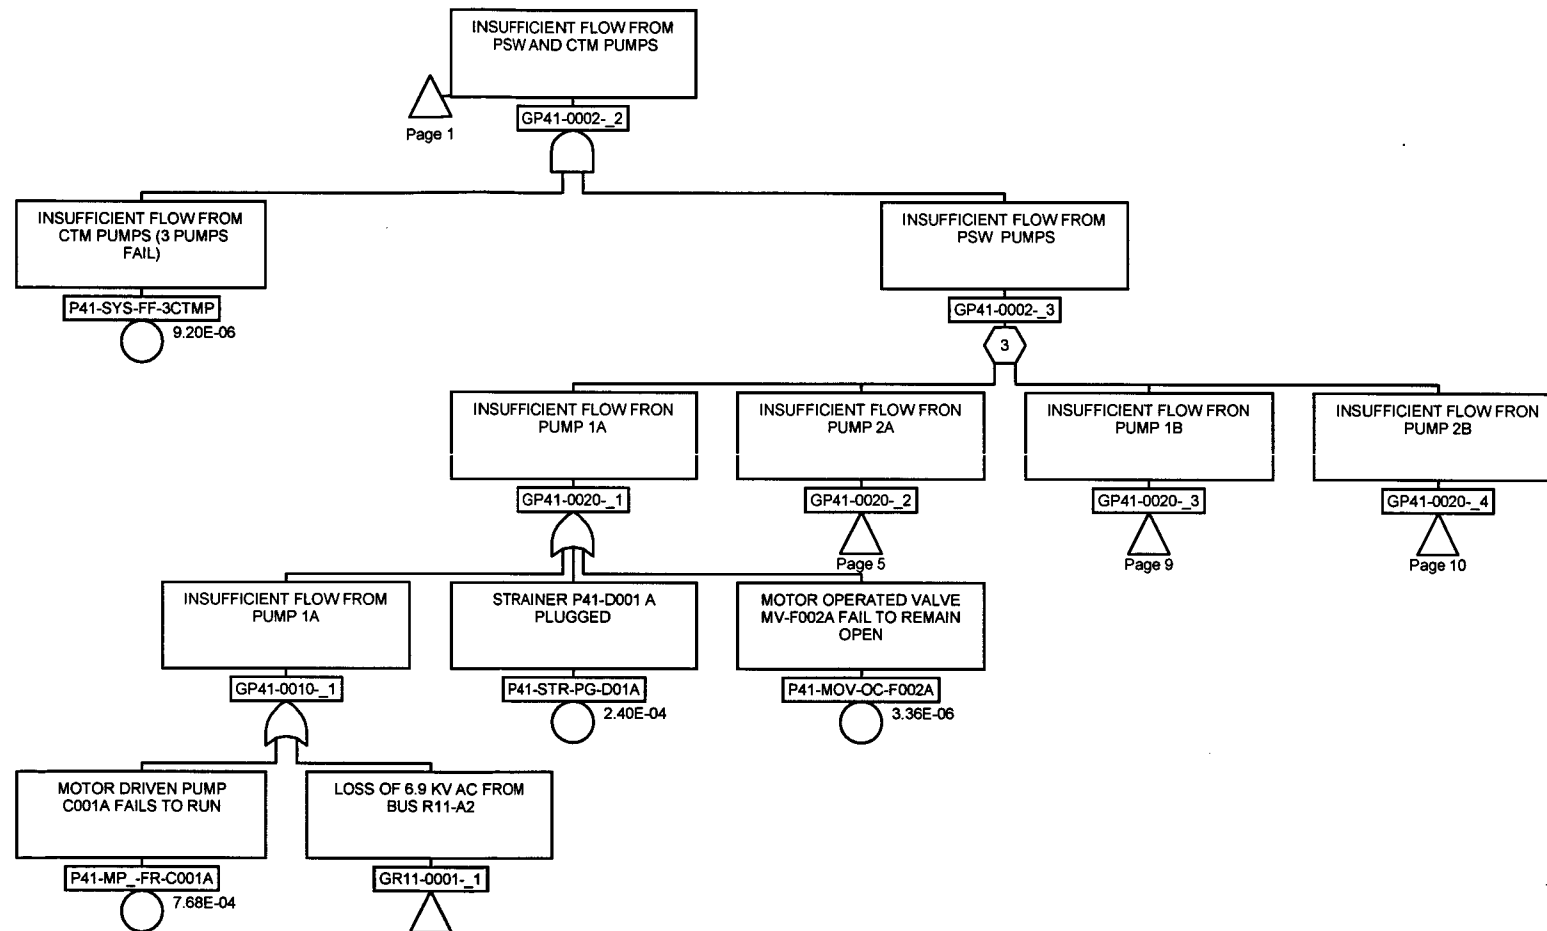 INSUFFICIENT FLOW FROM
PSW AND CTM PUMPS
Page 1
GP41-0002-_2
INSUFFICIENT FLOW FROM
CTM PUMPS (3 PUMPS
FAIL)
P41-SYS-FF-3CTMP
9.20E-06
INSUFFICIENT FLOW FROM
PSW PUMPS
GP41-0002-_3
3
INSUFFICIENT FLOW FRON
PUMP 1A
GP41-0020-_1
INSUFFICIENT FLOW FRON
PUMP 2A
GP41-0020-_2
Page 5
INSUFFICIENT FLOW FRON
PUMP 1B
GP41-0020-_3
Page 9
INSUFFICIENT FLOW FRON
PUMP 2B
GP41-0020-_4
Page 10
INSUFFICIENT FLOW FROM
PUMP 1A
GP41-0010-_1
STRAINER P41-D001 A
PLUGGED
P41-STR-PG-D01A
2.40E-04
MOTOR OPERATED VALVE
MV-F002A FAIL TO REMAIN
OPEN
P41-MOV-OC-F002A
3.36E-06
MOTOR DRIVEN PUMP
C001A FAILS TO RUN
P41-MP_-FR-C001A
7.68E-04
LOSS OF 6.9 KV AC FROM
BUS R11-A2
GR11-0001-_1